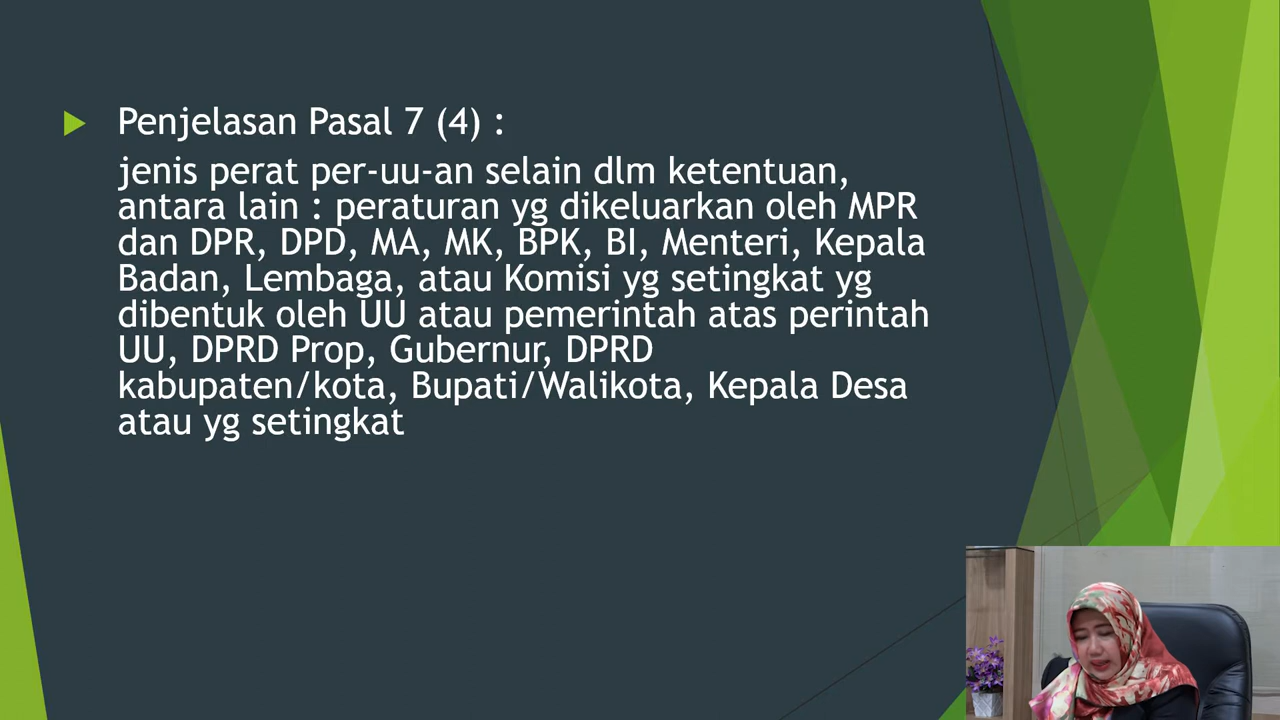 Penjelasan Pasal 7 (4) :
jenis perat per-uu-an selain dlm ketentuan,
antara lain : peraturan yg dikeluarkan oleh MPR
dan DPR, DPD, MA, MK, BPK, BI, Menteri, Kepala
Badan, Lembaga, atau Komisi yg setingkat yg
dibentuk oleh UU atau pemerintah atas perintah
UU, DPRD Prop, Gubernur, DPRD
kabupaten/kota, Bupati/Walikota, Kepala Desa
atau yg setingkat